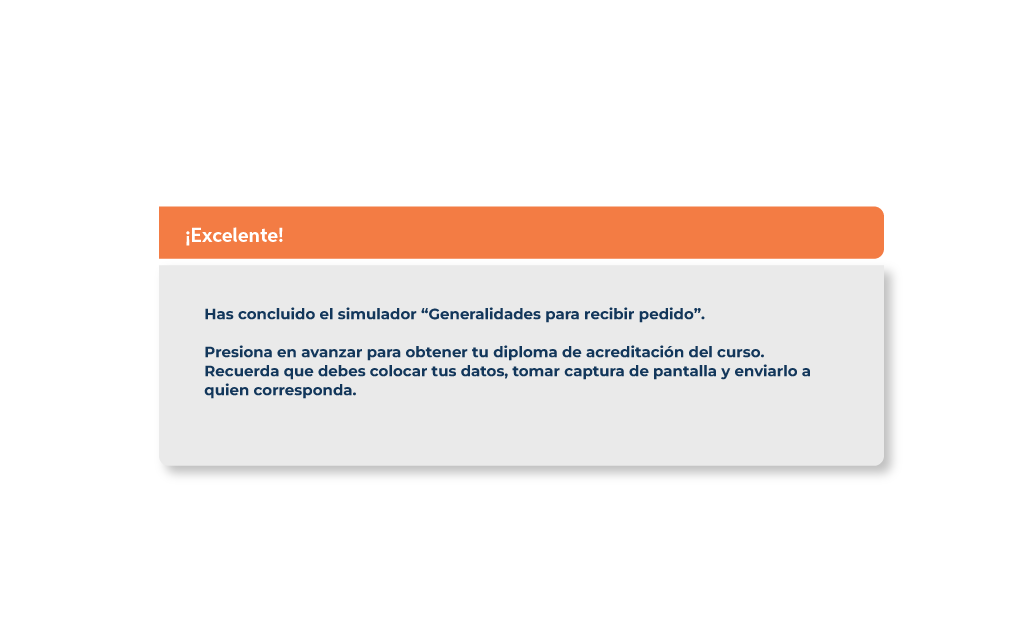 ¡Excelente!
Has concluido el simulador “Generalidades para recibir pedido”.
Presiona en avanzar para obtener tu diploma de acreditación del curso.
Recuerda que debes colocar tus datos, tomar captura de pantalla y enviarlo a
quien corresponda.